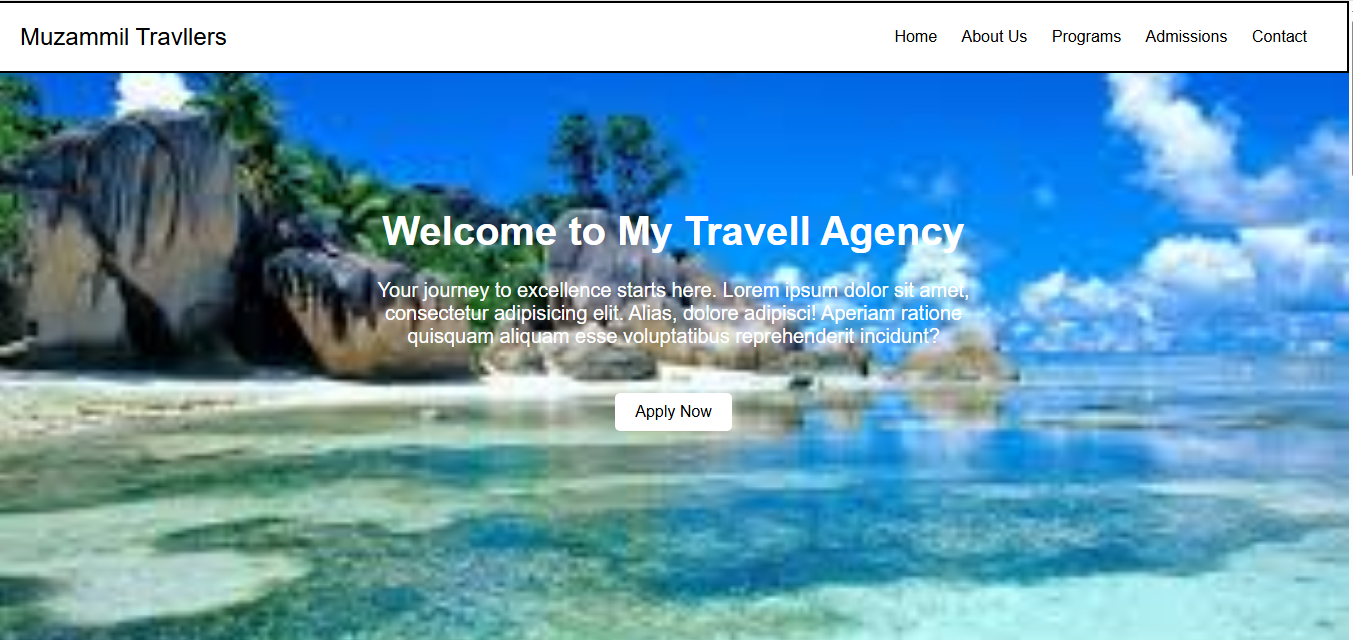 Muzammil Travllers
Home About Us Programs Admissions Contact
Welcome to My Travell Agency
Your journey to excellence starts here. Lorem ipsum dolor sit amet,
consectetur adipisicing elit. Alias, dolore adipisci! Aperiam ratione
quisquam aliquam esse voluptatibus reprehenderit incidunt?
Apply Now